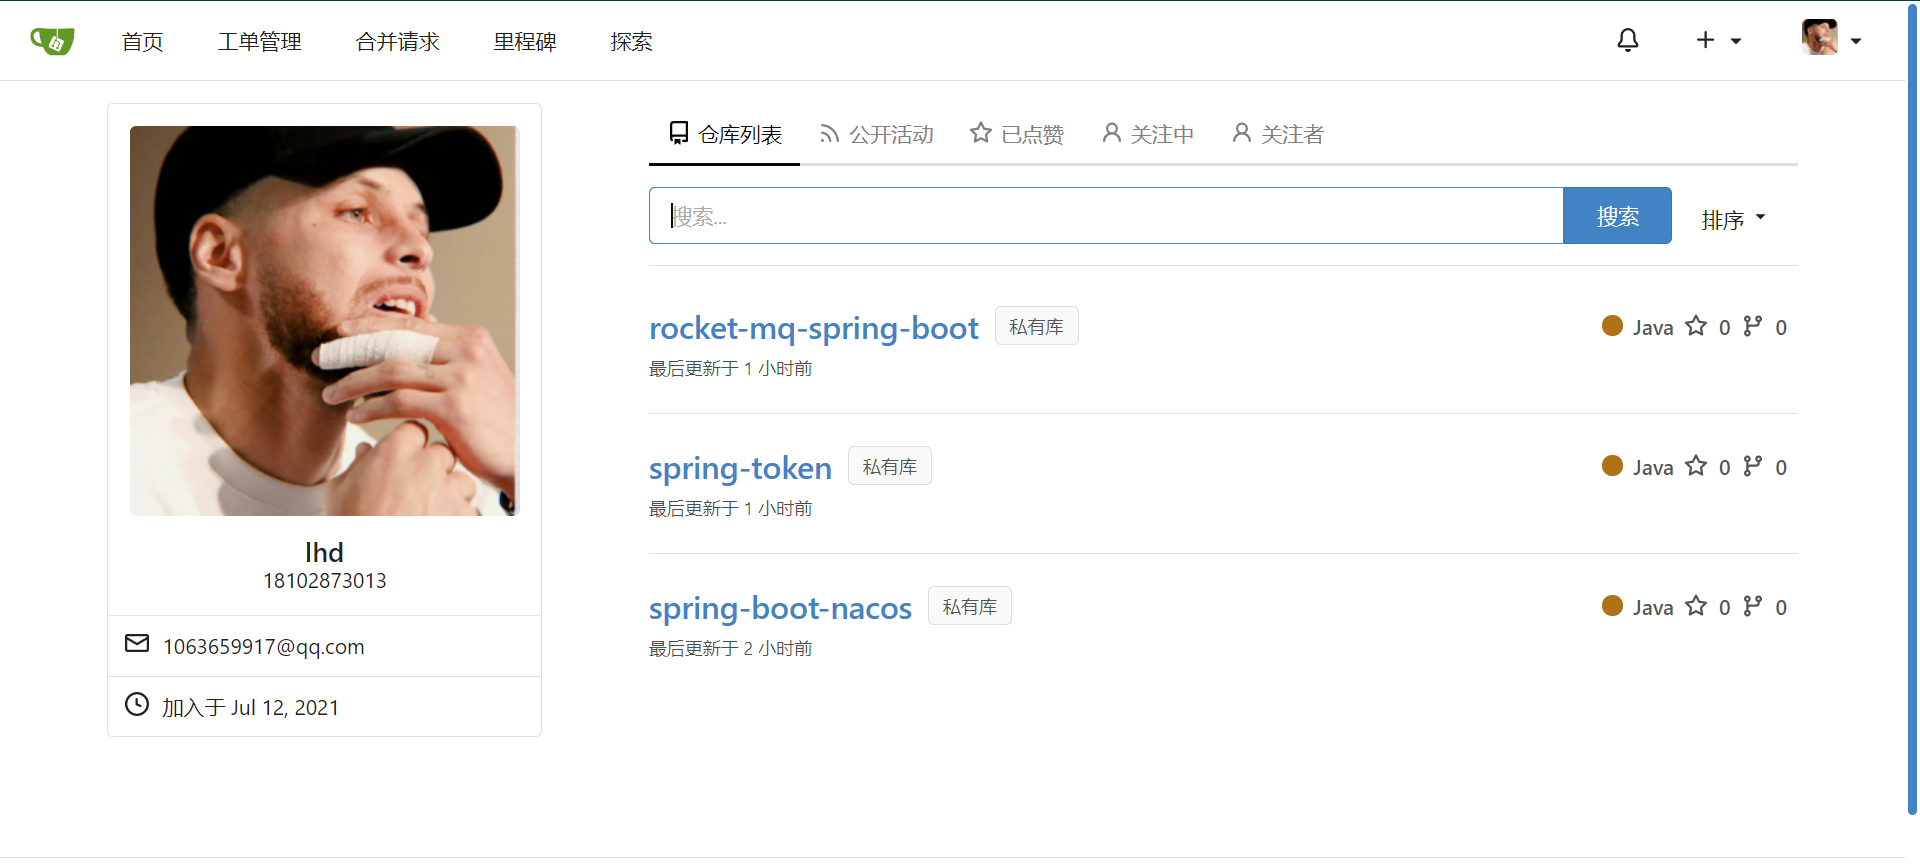 首页 工单管理 合并请求 里程碑 探索
lhd
18102873013
1063659917@qq.com
加入于 Jul 12, 2021
仓库列表 公开活动 已点赞 关注中 关注者
搜索... 搜索 排序
rocket-mq-spring-boot 私有库 Java 0 0
最后更新于 1 小时前
spring-token 私有库 Java 0 0
最后更新于 1 小时前
spring-boot-nacos 私有库 Java 0 0
最后更新于 2 小时前